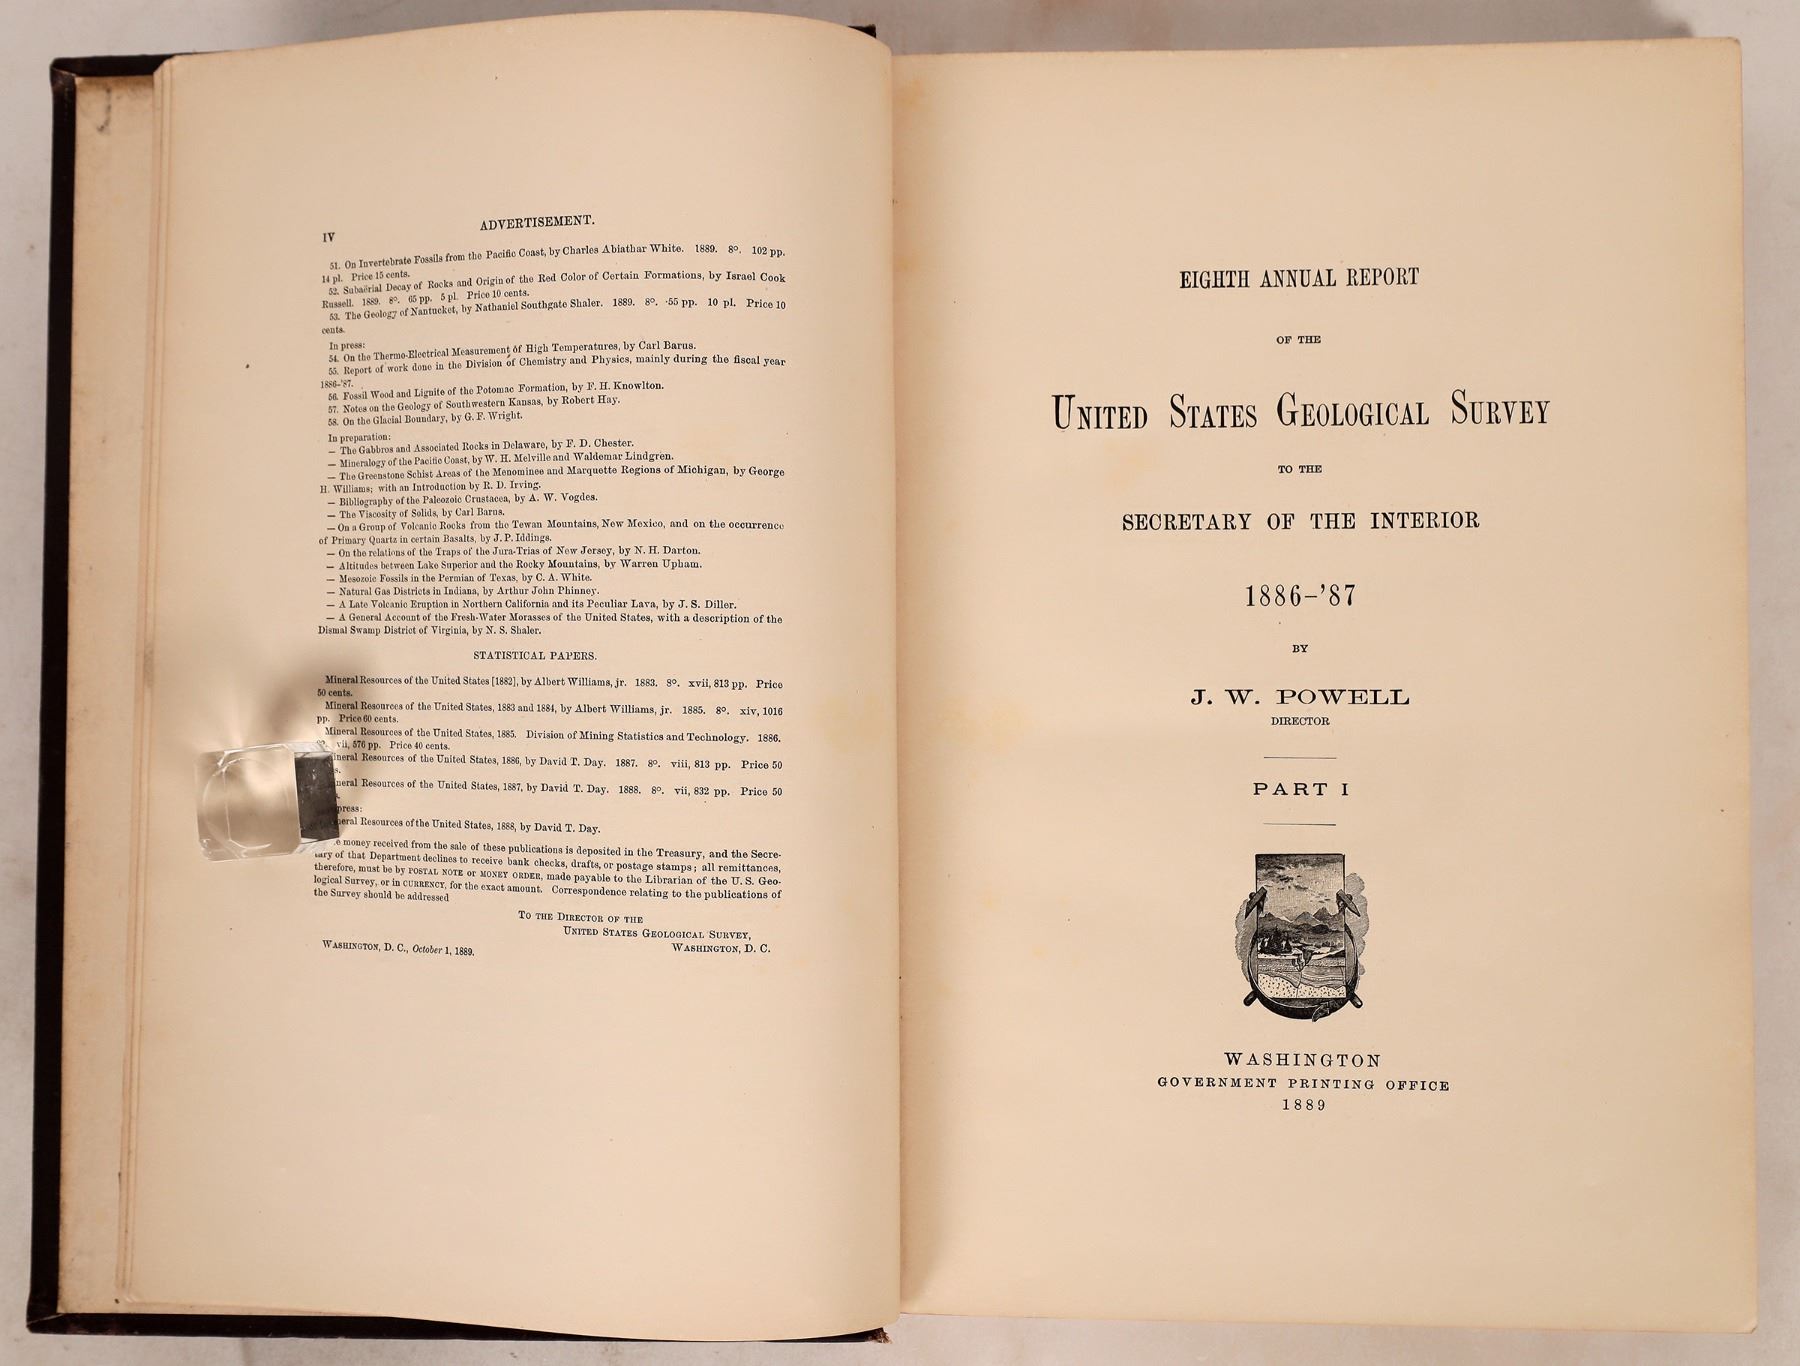 IV
ADVERTISEMENT.
51. On Invertebrate Fossils from the Pacific Coast, by Charles Abiathar White. 1889. 8°. 102 pp.
14 pl. Price 15 cents.
52. Subaërial Decay of Rocks and Origin of the Red Color of Certain Formations, by Israel Cook
Russell. 1889. 8°. 65 pp. 5 pl. Price 10 cents.
53. The Geology of Nantucket, by Nathaniel Southgate Shaler. 1889. 8°. 55 pp. 10 pl. Price 10
cents.
In press:
54. On the Thermo-Electrical Measurement of High Temperatures, by Carl Barus.
55. Report of work done in the Division of Chemistry and Physics, mainly during the fiscal year
1886-'87.
56. Fossil Wood and Lignite of the Potomac Formation, by F. H. Knowlton.
57. Notes on the Geology of Southwestern Kansas, by Robert Hay.
58. On the Glacial Boundary, by G. F. Wright.
In preparation:
— The Gabbros and Associated Rocks in Delaware, by F. D. Chester.
— Mineralogy of the Pacific Coast, by W. H. Melville and Waldemar Lindgren.
— The Greenstone Schist Areas of the Menominee and Marquette Regions of Michigan, by George
H. Williams; with an Introduction by R. D. Irving.
— Bibliography of the Paleozoic Crustacea, by A. W. Vogdes.
— The Viscosity of Solids, by Carl Barus.
— On a Group of Volcanic Rocks from the Tewan Mountains, New Mexico, and on the occurrence
of Primary Quartz in certain Basalts, by J. P. Iddings.
— On the relations of the Traps of the Jura-Trias of New Jersey, by N. H. Darton.
— Altitudes between Lake Superior and the Rocky Mountains, by Warren Upham.
— Mesozoic Fossils in the Permian of Texas, by C. A. White.
— Natural Gas Districts in Indiana, by Arthur John Phinney.
— A Late Volcanic Eruption in Northern California and its Peculiar Lava, by J. S. Diller.
— A General Account of the Fresh-Water Morasses of the United States, with a description of the
Dismal Swamp District of Virginia, by N. S. Shaler.
STATISTICAL PAPERS.
Mineral Resources of the United States [1882], by Albert Williams, jr. 1883. 8°. xvii, 813 pp. Price
50 cents.
Mineral Resources of the United States, 1883 and 1884, by Albert Williams, jr. 1885. 8°. xiv, 1016
pp. Price 60 cents.
Mineral Resources of the United States, 1885. Division of Mining Statistics and Technology. 1886.
vii, 576 pp. Price 40 cents.
Resources of the United States, 1886, by David T. Day. 1887. 8°. viii, 813 pp. Price 50
Resources of the United States, 1887, by David T. Day. 1888. 8°. vii, 832 pp. Price 50
press:
Resources of the United States, 1888, by David T. Day.
money received from the sale of these publications is deposited in the Treasury, and the Secre-
tary of that Department declines to receive bank checks, drafts, or postage stamps; all remittances,
therefore, must be by POSTAL NOTE or MONEY ORDER, made payable to the Librarian of the U. S. Geo-
logical Survey, or in CURRENCY, for the exact amount. Correspondence relating to the publications of
the Survey should be addressed
TO THE DIRECTOR OF THE
UNITED STATES GEOLOGICAL SURVEY,
WASHINGTON, D. C.
WASHINGTON, D. C., October 1, 1889.
EIGHTH ANNUAL REPORT
OF THE
UNITED STATES GEOLOGICAL SURVEY
TO THE
SECRETARY OF THE INTERIOR
1886-'87
BY
J. W. POWELL
DIRECTOR
PART I
WASHINGTON
GOVERNMENT PRINTING OFFICE
1889